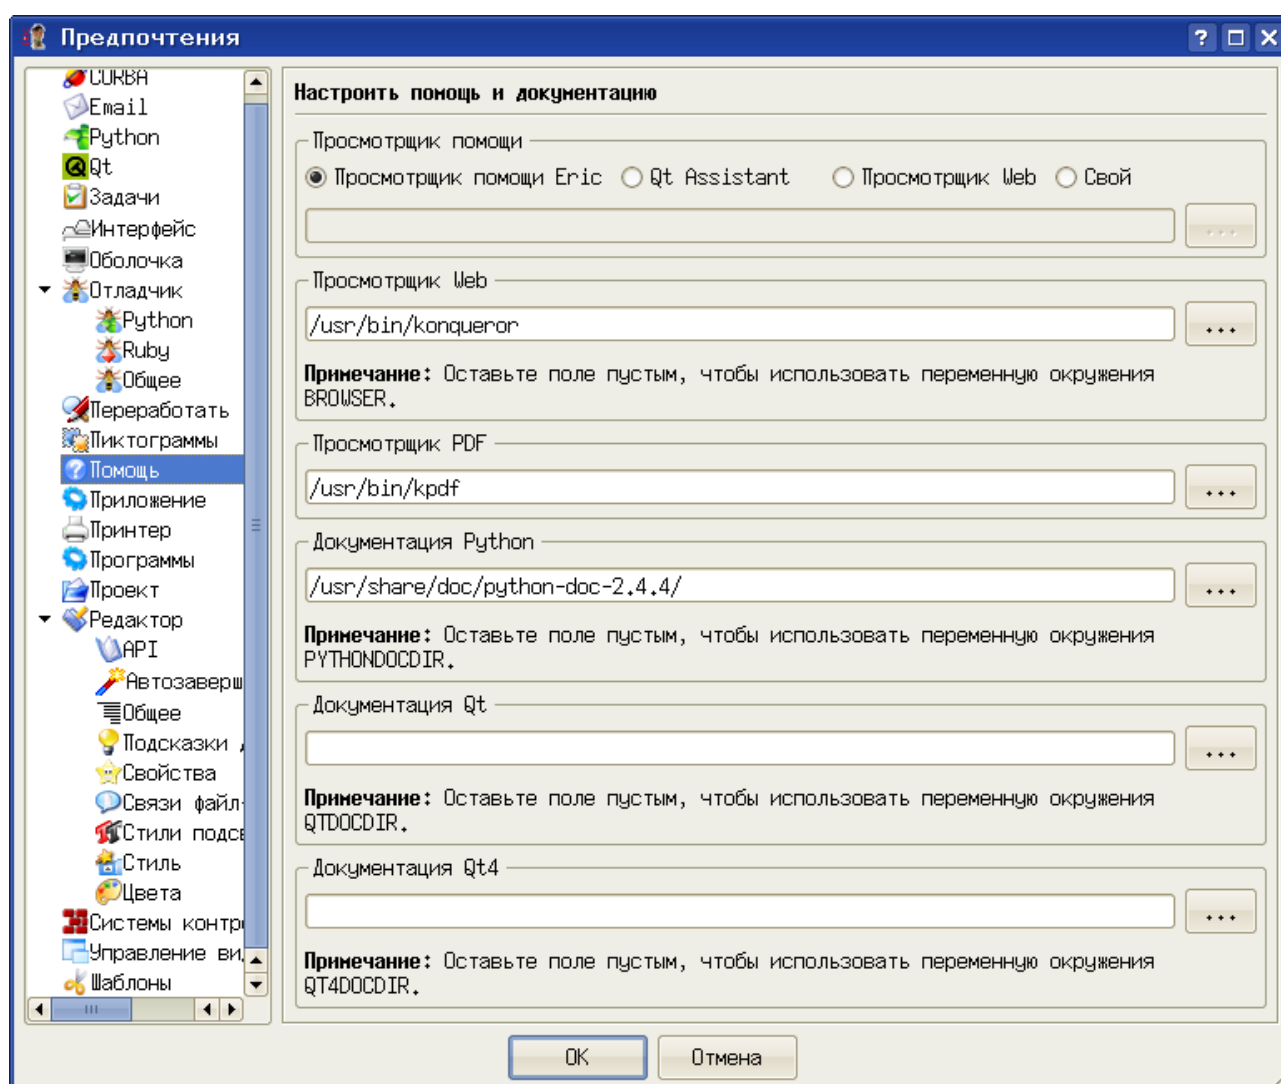 Предпочтения
CORBA
Email
Python
Qt
Задачи
Интерфейс
Оболочка
Отладчик
Python
Ruby
Общее
Переработать
Пиктограммы
Помощь
Приложение
Принтер
Программы
Проект
Редактор
API
Автозаверш
Общее
Подсказки
Свойства
Связи файл-
Стили подсв
Стиль
Цвета
Системы контр
Управление ви
Шаблоны
Настроить помощь и документацию
Просмотрщик помощи
Просмотрщик помощи Eric Qt Assistant Просмотрщик Web Свой
...
Просмотрщик Web
/usr/bin/konqueror ...
Примечание: Оставьте поле пустым, чтобы использовать переменную окружения
BROWSER.
Просмотрщик PDF
/usr/bin/kpdf ...
Документация Python
/usr/share/doc/python-doc-2.4.4/ ...
Примечание: Оставьте поле пустым, чтобы использовать переменную окружения
PYTHONDOCDIR.
Документация Qt
...
Примечание: Оставьте поле пустым, чтобы использовать переменную окружения
QTDOCDIR.
Документация Qt4
...
Примечание: Оставьте поле пустым, чтобы использовать переменную окружения
QT4DOCDIR.
OK Отмена